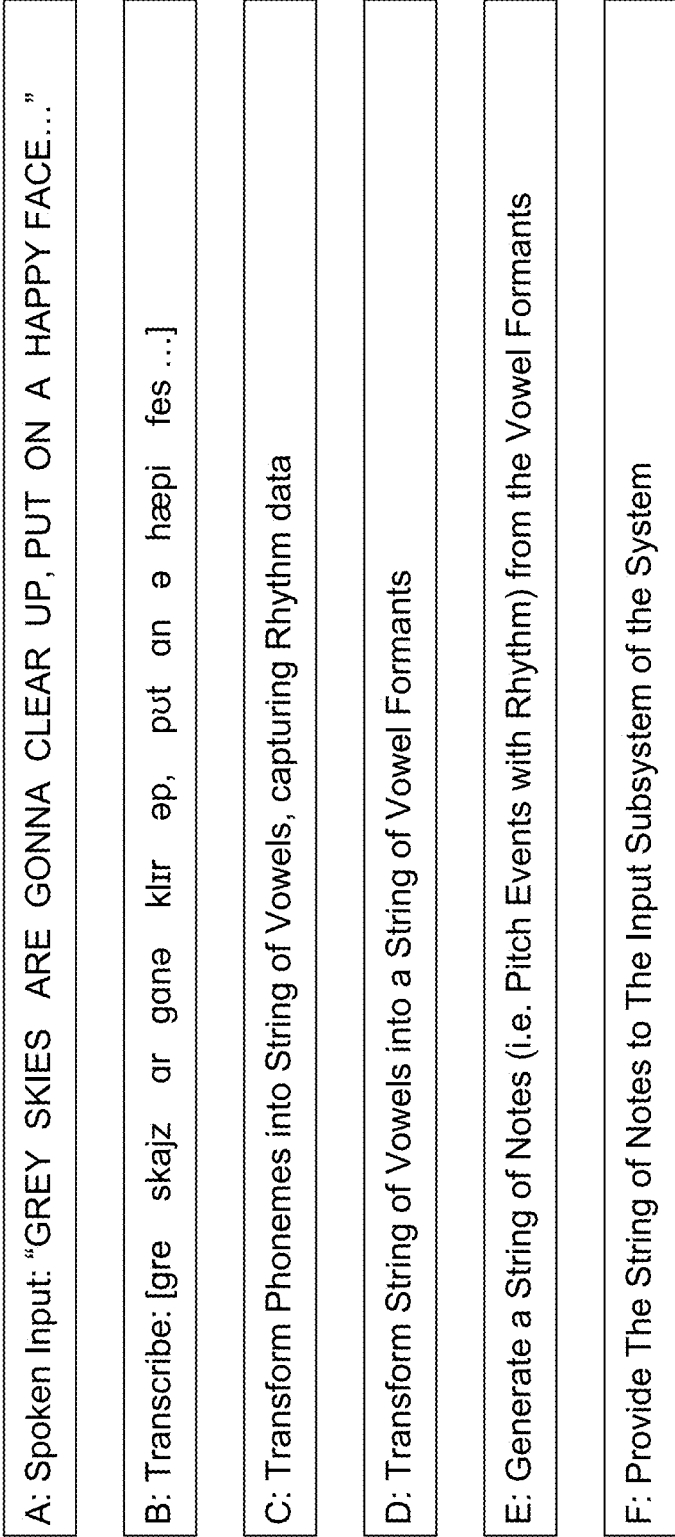 A: Spoken Input: “GREY SKIES ARE GONNA CLEAR UP, PUT ON A HAPPY FACE…”
B: Transcribe: [gre skajz ɑr gɑnə klɪr əp, pʊt ɑn ə hæpi fes …]
C: Transform Phonemes into String of Vowels, capturing Rhythm data
D: Transform String of Vowels into a String of Vowel Formants
E: Generate a String of Notes (i.e. Pitch Events with Rhythm) from the Vowel Formants
F: Provide The String of Notes to The Input Subsystem of the System